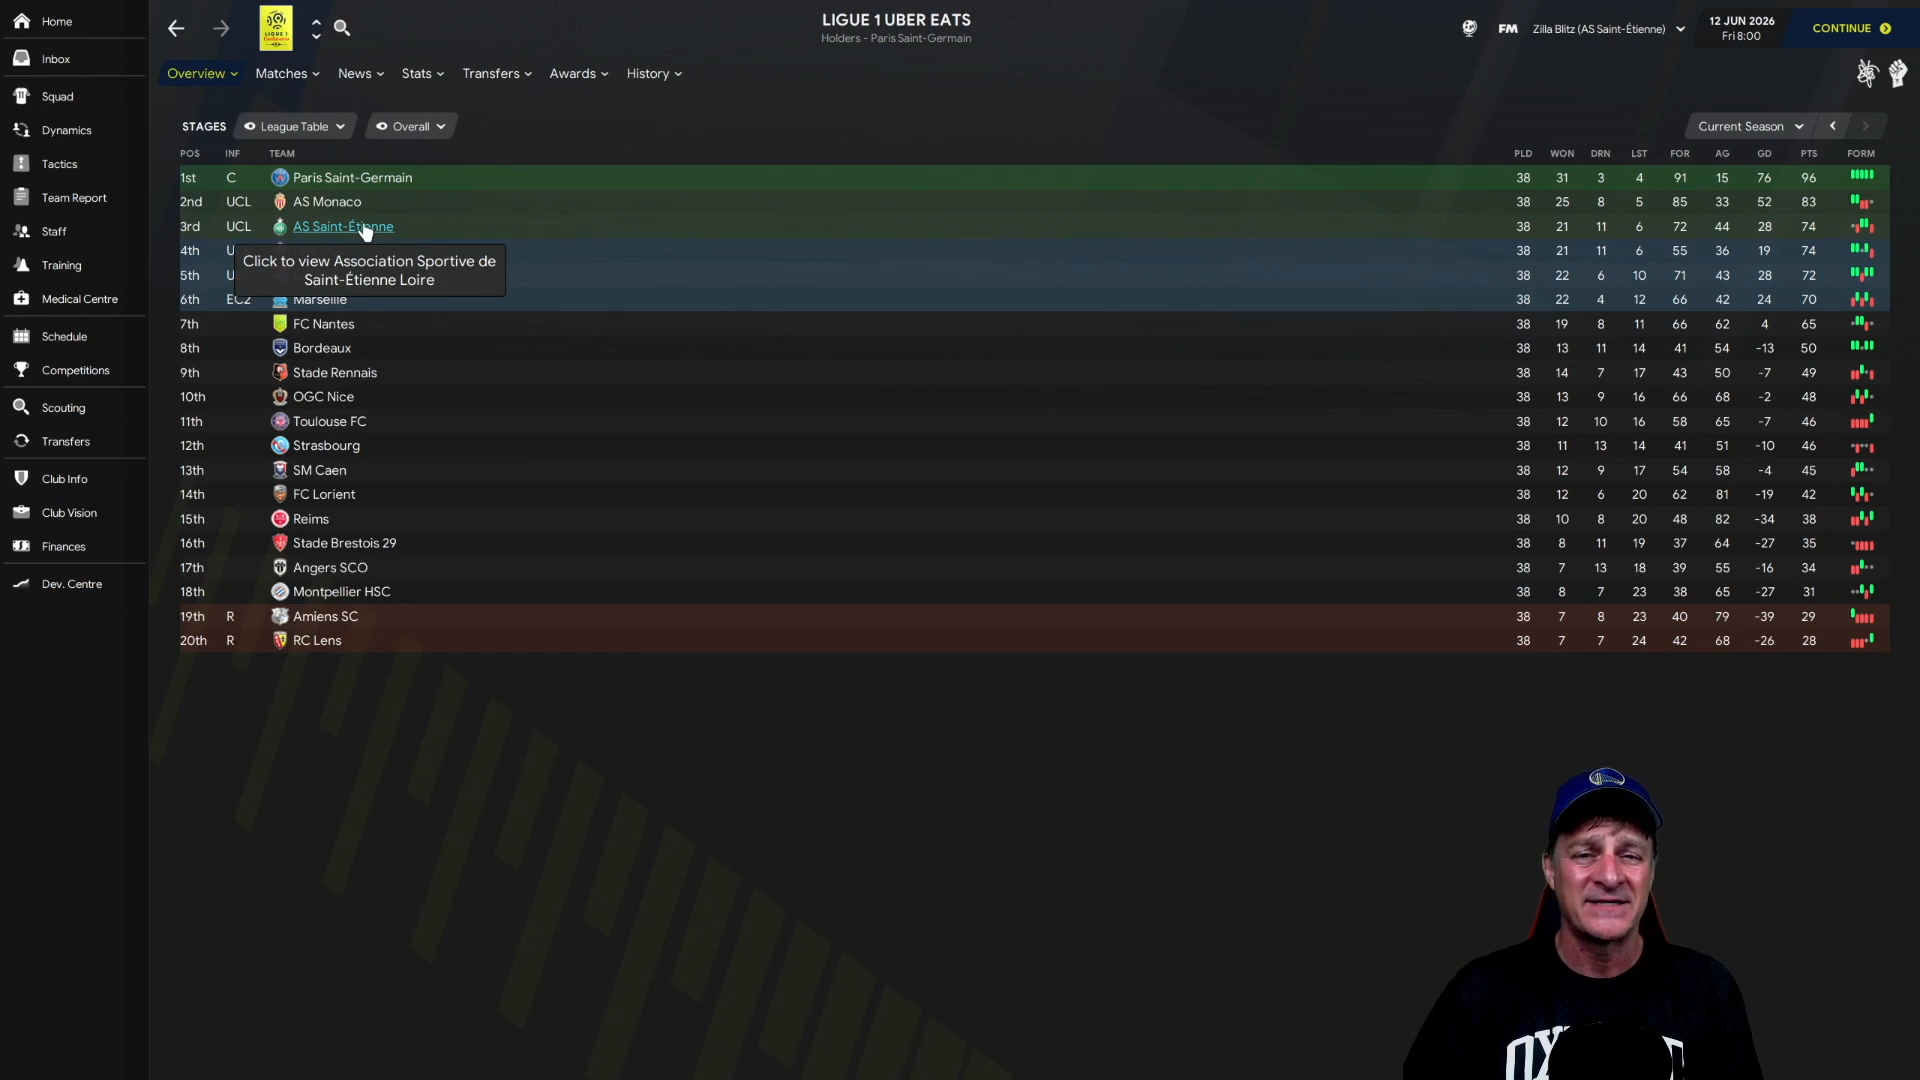 Home
Inbox
Squad
Dynamics
Tactics
Team Report
Staff
Training
Medical Centre
Schedule
Competitions
Scouting
Transfers
Club Info
Club Vision
Finances
Dev. Centre
LIGUE 1 UBER EATS
Holders - Paris Saint-Germain
FM Zilla Blitz (AS Saint-Étienne)
12 JUN 2026
Fri 8:00
CONTINUE
Overview Matches News Stats Transfers Awards History
STAGES League Table Overall Current Season
POS INF TEAM PLD WON DRN LST FOR AG GD PTS FORM
1st C Paris Saint-Germain 38 31 3 4 91 15 76 96
2nd UCL AS Monaco 38 25 8 5 85 33 52 83
3rd UCL AS Saint-Étienne 38 21 11 6 72 44 28 74
4th 38 21 11 6 55 36 19 74
Click to view Association Sportive de
Saint-Étienne Loire
5th 38 22 6 10 71 43 28 72
6th EC2 Marseille 38 22 4 12 66 42 24 70
7th FC Nantes 38 19 8 11 66 62 4 65
8th Bordeaux 38 13 11 14 41 54 -13 50
9th Stade Rennais 38 14 7 17 43 50 -7 49
10th OGC Nice 38 13 9 16 66 68 -2 48
11th Toulouse FC 38 12 10 16 58 65 -7 46
12th Strasbourg 38 11 13 14 41 51 -10 46
13th SM Caen 38 12 9 17 54 58 -4 45
14th FC Lorient 38 12 6 20 62 81 -19 42
15th Reims 38 10 8 20 48 82 -34 38
16th Stade Brestois 29 38 8 11 19 37 64 -27 35
17th Angers SCO 38 7 13 18 39 55 -16 34
18th Montpellier HSC 38 8 7 23 38 65 -27 31
19th R Amiens SC 38 7 8 23 40 79 -39 29
20th R RC Lens 38 7 7 24 42 68 -26 28